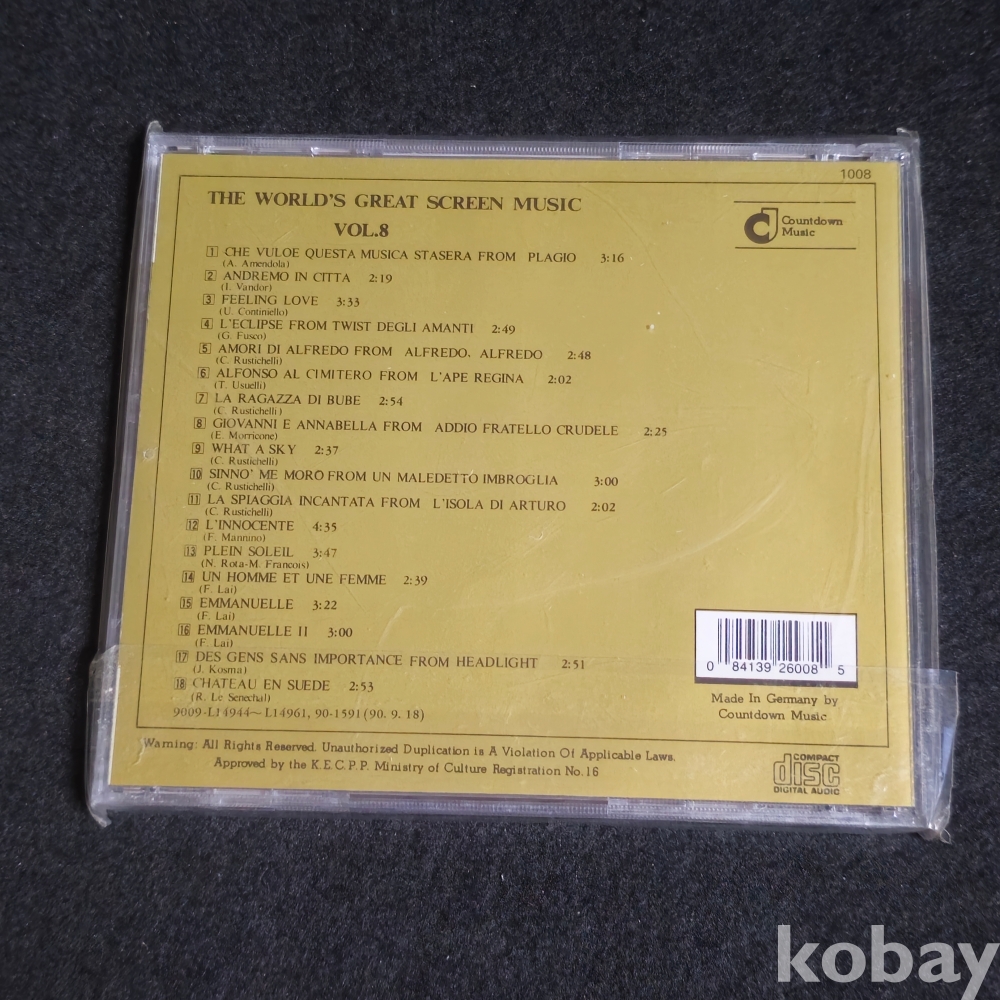 1008
THE WORLD'S GREAT SCREEN MUSIC
VOL.8
Countdown
Music
1 CHE VULOE QUESTA MUSICA STASERA FROM PLAGIO 3:16
(A. Amendola)
2 ANDREMO IN CITTA 2:19
(I. Vandor)
3 FEELING LOVE 3:33
(U. Continiello)
4 L'ECLIPSE FROM TWIST DEGLI AMANTI 2:49
(G. Fusco)
5 AMORI DI ALFREDO FROM ALFREDO, ALFREDO 2:48
(C. Rustichelli)
6 ALFONSO AL CIMITERO FROM L'APE REGINA 2:02
(T. Usuelli)
7 LA RAGAZZA DI BUBE 2:54
(C. Rustichelli)
8 GIOVANNI E ANNABELLA FROM ADDIO FRATELLO CRUDELE 2:25
(E. Morricone)
9 WHAT A SKY 2:37
(C. Rustichelli)
10 SINNO' ME MORO FROM UN MALEDETTO IMBROGLIA 3:00
(C. Rustichelli)
11 LA SPIAGGIA INCANTATA FROM L'ISOLA DI ARTURO 2:02
(C. Rustichelli)
12 L'INNOCENTE 4:35
(F. Mannino)
13 PLEIN SOLEIL 3:47
(N. Rota-M. Francois)
14 UN HOMME ET UNE FEMME 2:39
(F. Lai)
15 EMMANUELLE 3:22
(F. Lai)
16 EMMANUELLE II 3:00
(F. Lai)
17 DES GENS SANS IMPORTANCE FROM HEADLIGHT 2:51
(J. Kosma)
18 CHATEAU EN SUEDE 2:53
(R. Le Senechal)
9009-L14944~L14961, 90-1591(90. 9. 18)
0 84139 26008 5
Made In Germany by
Countdown Music
Warning: All Rights Reserved. Unauthorized Duplication is A Violation Of Applicable Laws.
Approved by the K.E.C.P.P. Ministry of Culture Registration No.16
COMPACT
disc
DIGITAL AUDIO
kobay